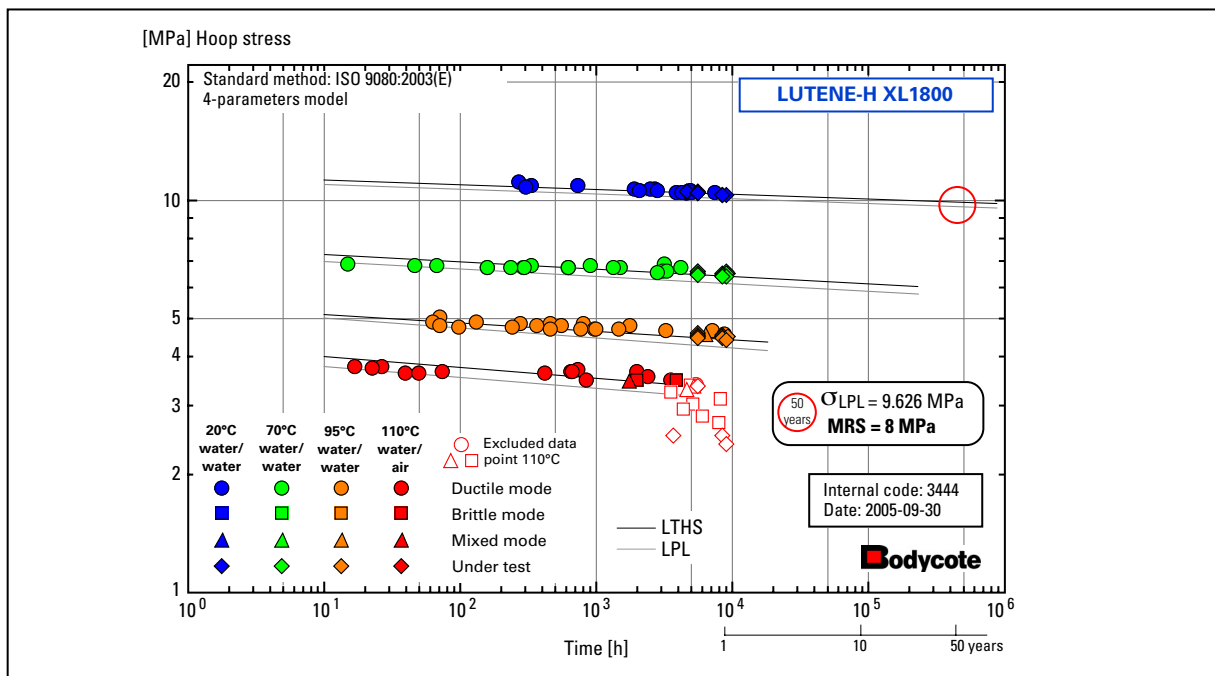 [MPa] Hoop stress
Standard method: ISO 9080:2003(E)
4-parameters model
LUTENE-H XL1800
20
10
5
4
3
2
1
50
years
σLPL = 9.626 MPa
MRS = 8 MPa
20°C
water/
water
70°C
water/
water
95°C
water/
water
110°C
water/
air
Excluded data
point 110°C
Ductile mode
Brittle mode
Mixed mode
Under test
LTHS
LPL
Internal code: 3444
Date: 2005-09-30
Bodycote
10^0 10^1 10^2 10^3 10^4 10^5 10^6
Time [h]
1 10 50 years